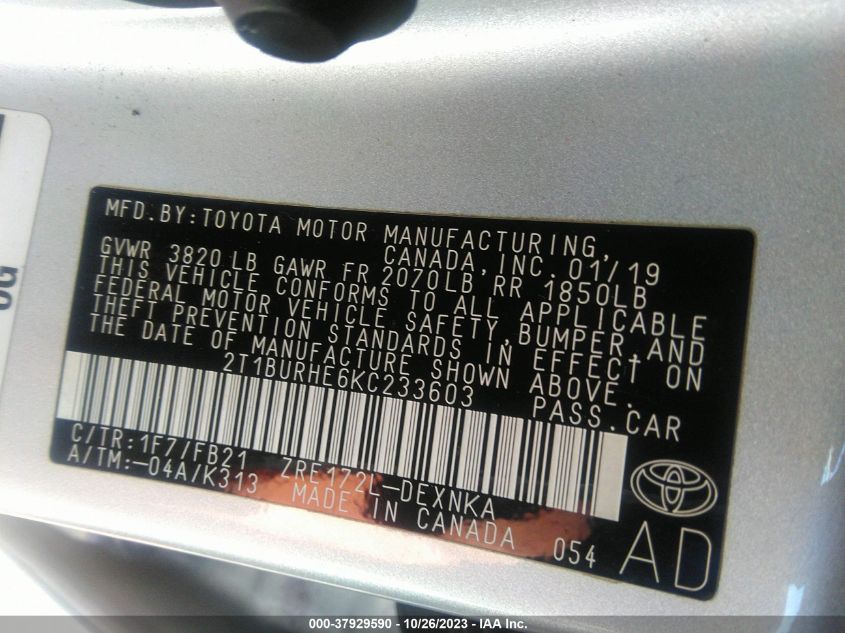 MFD.BY:TOYOTA MOTOR MANUFACTURING,
CANADA, INC. 01/19
GVWR 3820 LB GAWR FR 2070LB RR 1850LB
THIS VEHICLE CONFORMS TO ALL APPLICABLE
FEDERAL MOTOR VEHICLE SAFETY,BUMPER,AND
THEFT PREVENTION STANDARDS IN EFFECT ON
THE DATE OF MANUFACTURE SHOWN ABOVE.
2T1BURHE6KC233603 PASS.CAR
C/TR:1F7/FB21 ZRE172L-DEXNKA
A/TM:-04A/K313 MADE IN CANADA 054 AD
000-37929590 - 10/26/2023 - IAA Inc.